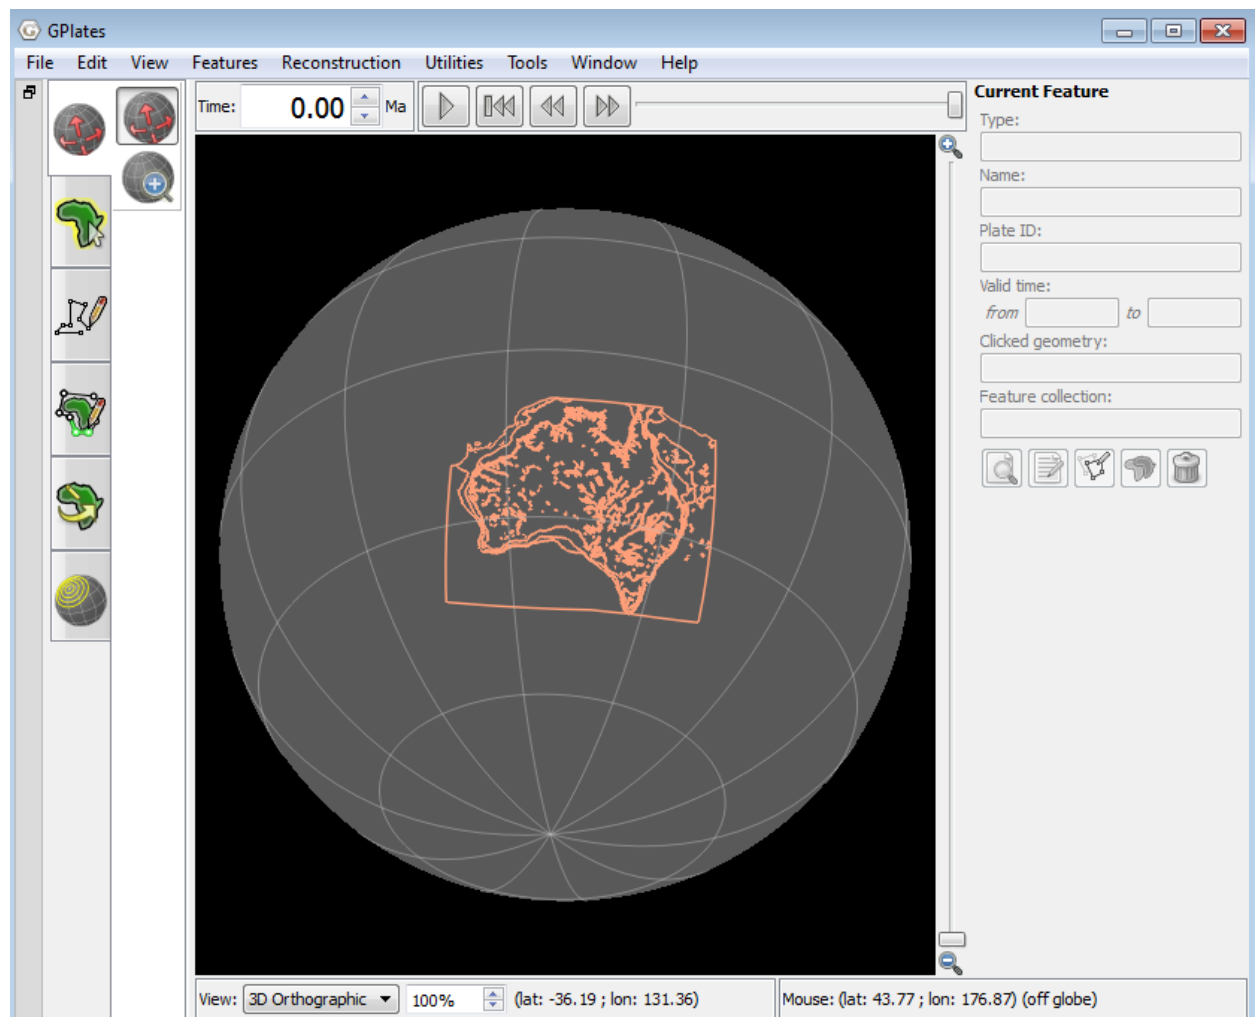 GPlates
File Edit View Features Reconstruction Utilities Tools Window Help
Time: 0.00 Ma
Current Feature
Type:
Name:
Plate ID:
Valid time:
from to
Clicked geometry:
Feature collection:
View: 3D Orthographic 100% (lat: -36.19 ; lon: 131.36) Mouse: (lat: 43.77 ; lon: 176.87) (off globe)